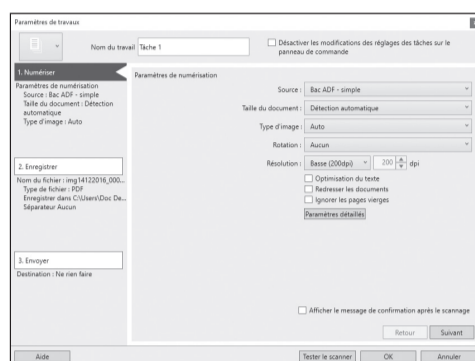 Paramètres de travaux
Nom du travail Tâche 1
Désactiver les modifications des réglages des tâches sur le
panneau de commande
1. Numériser
Paramètres de numérisation
Source : Bac ADF - simple
Taille du document : Détection
automatique
Type d'image : Auto
2. Enregistrer
Nom du fichier : img14122016_000...
Type de fichier : PDF
Enregistrer dans C:\Users\Doc De...
Séparateur Aucun
3. Envoyer
Destination : Ne rien faire
Paramètres de numérisation
Source : Bac ADF - simple
Taille du document : Détection automatique
Type d'image : Auto
Rotation : Aucun
Résolution : Basse (200dpi) 200 dpi
Optimisation du texte
Redresser les documents
Ignorer les pages vierges
Paramètres détaillés
Afficher le message de confirmation après le scannage
Retour Suivant
Aide Tester le scanner OK Annuler